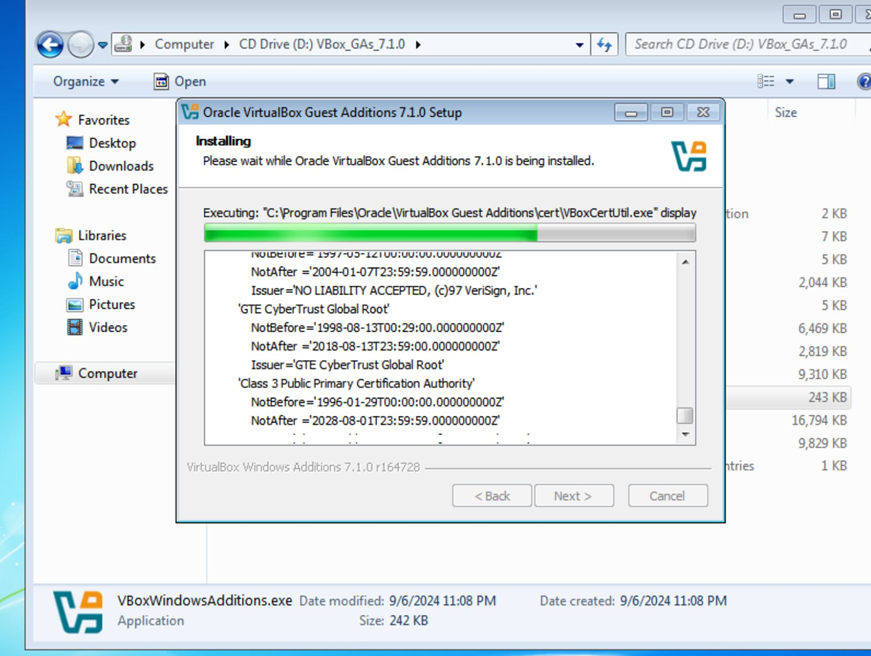 Computer CD Drive (D:) VBox_GAs_7.1.0
Search CD Drive (D:) VBox_GAs_7.1.0
Organize Open
Favorites
Desktop
Downloads
Recent Places
Libraries
Documents
Music
Pictures
Videos
Computer
Oracle VirtualBox Guest Additions 7.1.0 Setup
Installing
Please wait while Oracle VirtualBox Guest Additions 7.1.0 is being installed.
Executing: "C:\Program Files\Oracle\VirtualBox Guest Additions\cert\VBoxCertUtil.exe" display
NotBefore='1997-05-12T00:00:00.000000000Z'
NotAfter ='2004-01-07T23:59:59.000000000Z'
Issuer='NO LIABILITY ACCEPTED, (c)97 VeriSign, Inc.'
'GTE CyberTrust Global Root'
NotBefore='1998-08-13T00:29:00.000000000Z'
NotAfter ='2018-08-13T23:59:00.000000000Z'
Issuer='GTE CyberTrust Global Root'
'Class 3 Public Primary Certification Authority'
NotBefore='1996-01-29T00:00:00.000000000Z'
NotAfter ='2028-08-01T23:59:59.000000000Z'
VirtualBox Windows Additions 7.1.0 r164728
< Back Next > Cancel
Size
tion 2 KB
7 KB
5 KB
2,044 KB
5 KB
6,469 KB
2,819 KB
9,310 KB
243 KB
16,794 KB
9,829 KB
ntries 1 KB
VBoxWindowsAdditions.exe Date modified: 9/6/2024 11:08 PM Date created: 9/6/2024 11:08 PM
Application Size: 242 KB